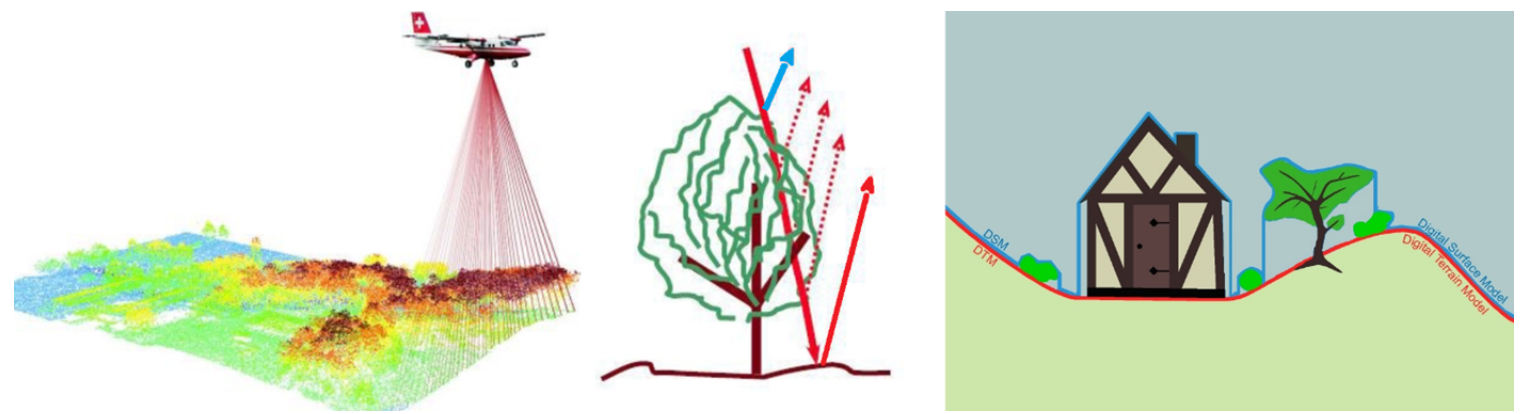 DSM
DTM
Digital Surface Model
Digital Terrain Model